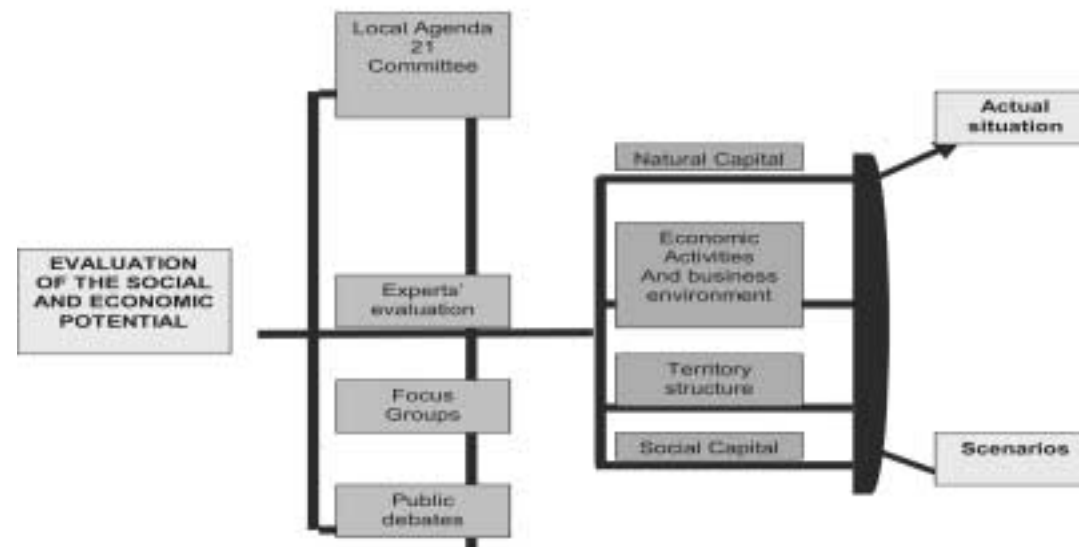 EVALUATION
OF THE SOCIAL
AND ECONOMIC
POTENTIAL
Local Agenda
21
Committee
Experta'
evaluation
Focus
Groups
Public
debates
Natural Capital
Economic
Activities
And business
environment
Territory
structure
Social Capital
Actual
situation
Scenarios